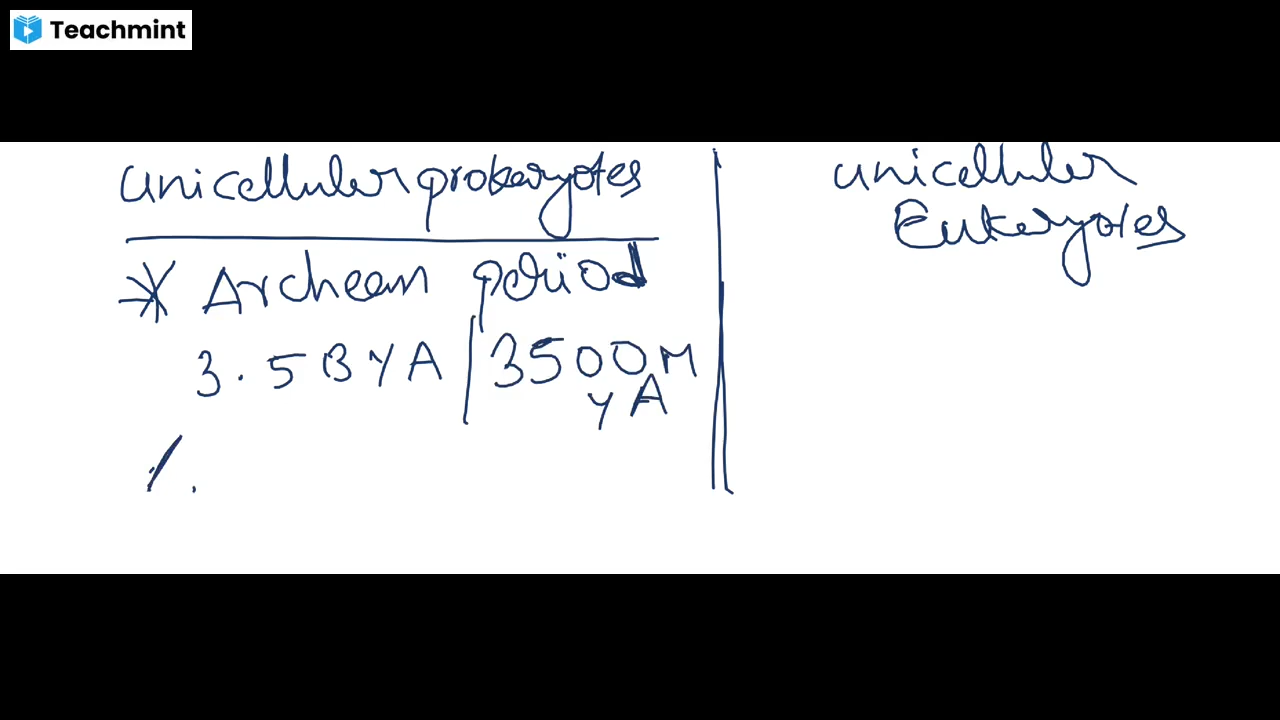 Teachmint
unicellular prokaryotes
unicellular
Eukaryotes
* Archean period
3.5 BYA | 3500 M
YA